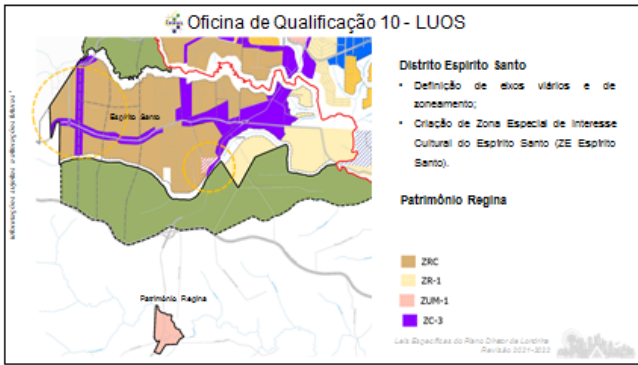 Oficina de Qualificação 10 - LUOS
Distrito Espírito Santo
• Definição de eixos viários e de
zoneamento;
• Criação de Zona Especial de Interesse
Cultural do Espírito Santo (ZE Espírito
Santo).
Patrimônio Regina
Espírito Santo
Patrimônio Regina
ZRC
ZR-1
ZUM-1
ZC-3
Leis Específicas do Plano Diretor de Londrina
Revisão 2021-2022